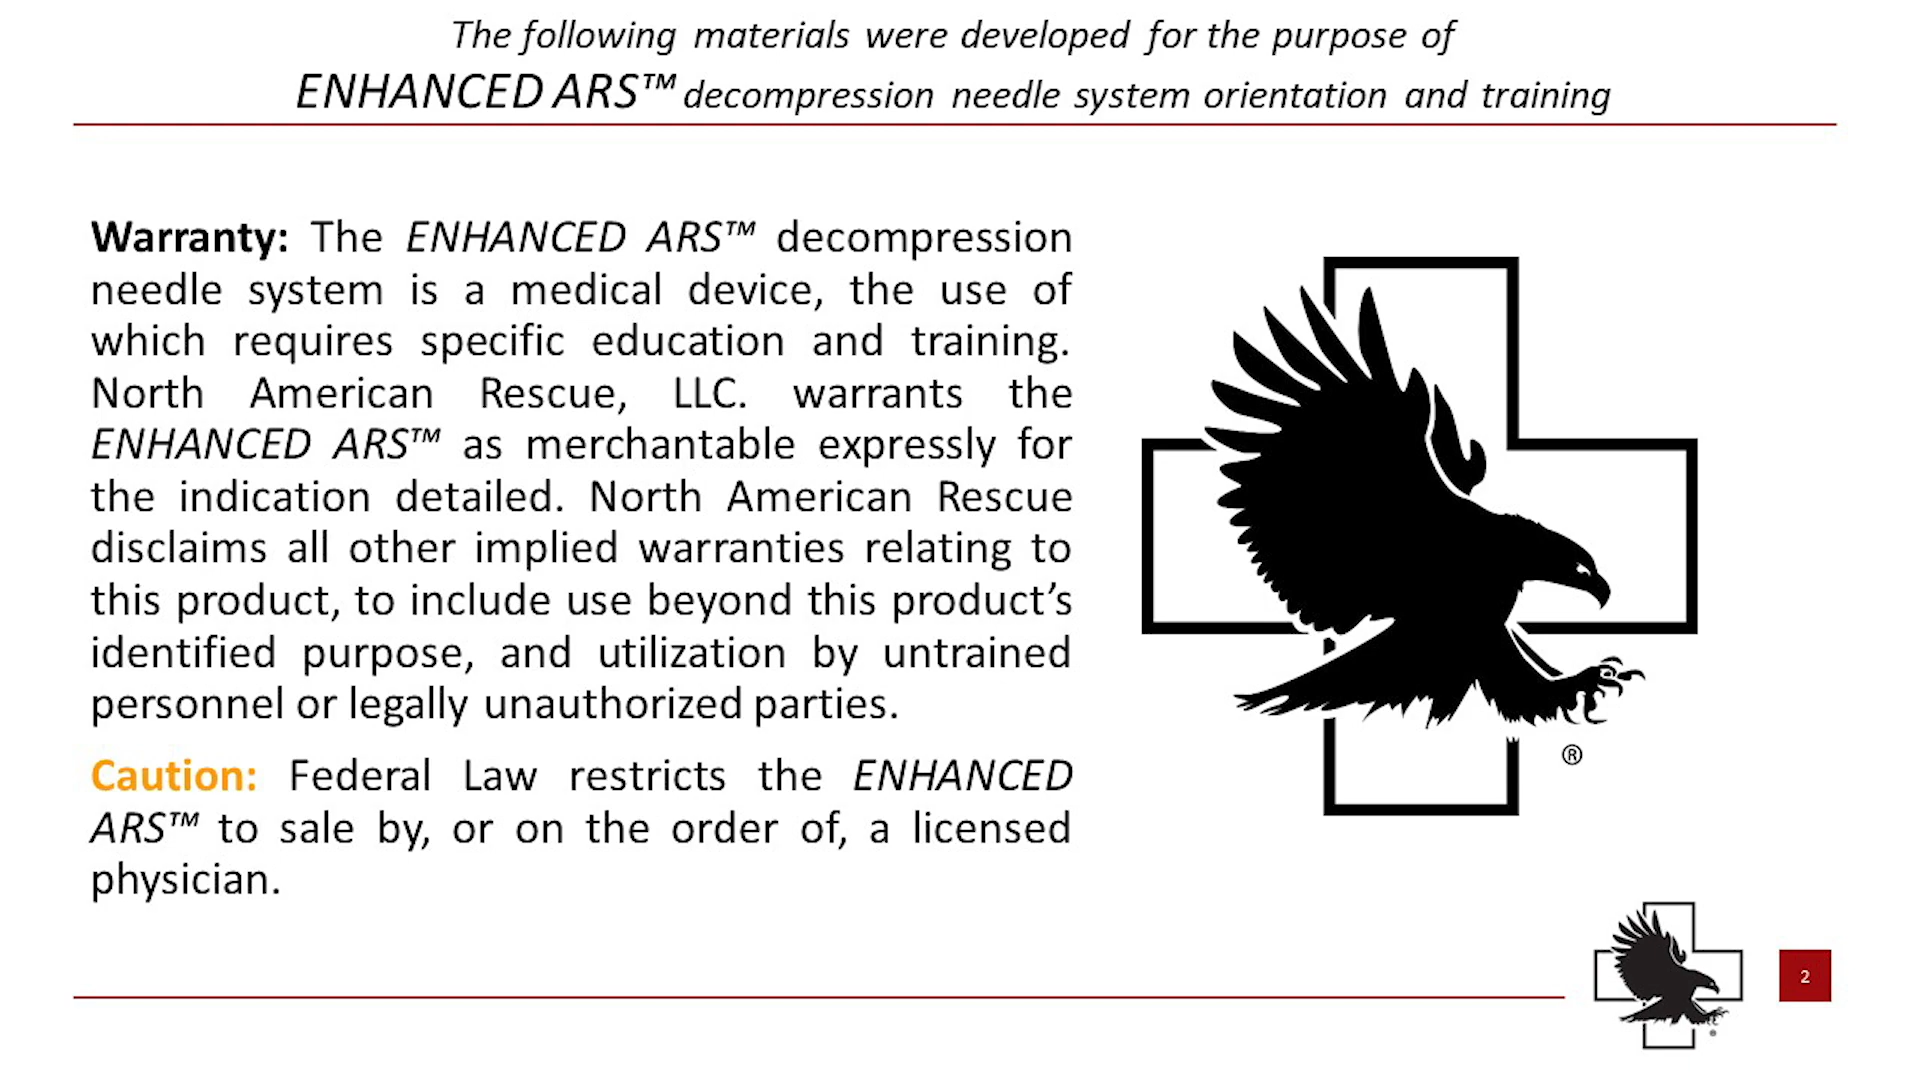 The following materials were developed for the purpose of
ENHANCED ARS™ decompression needle system orientation and training
Warranty: The ENHANCED ARS™ decompression
needle system is a medical device, the use of
which requires specific education and training.
North American Rescue, LLC. warrants the
ENHANCED ARS™ as merchantable expressly for
the indication detailed. North American Rescue
disclaims all other implied warranties relating to
this product, to include use beyond this product’s
identified purpose, and utilization by untrained
personnel or legally unauthorized parties.
Caution: Federal Law restricts the ENHANCED
ARS™ to sale by, or on the order of, a licensed
physician.
®
2